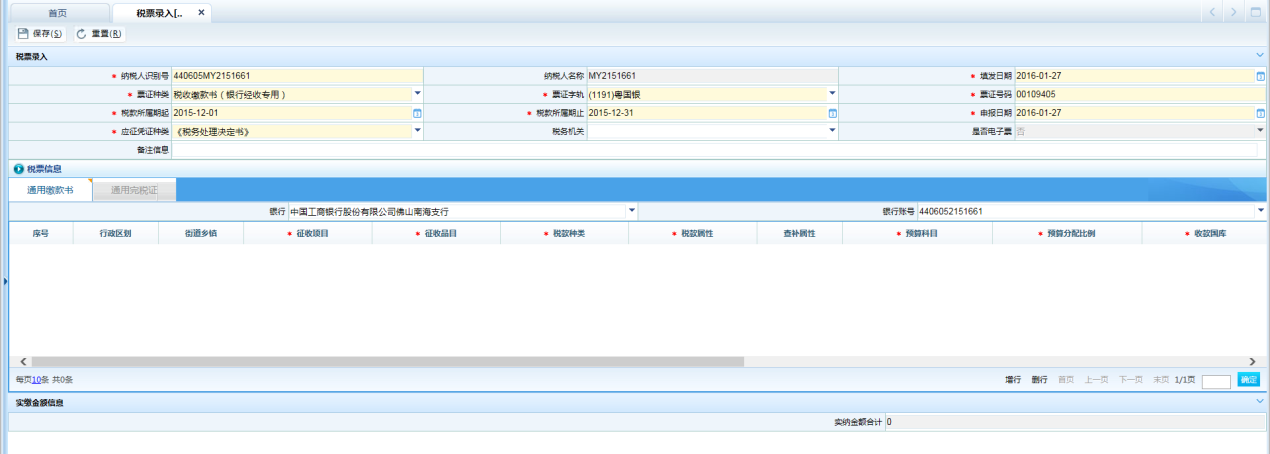 首页 税票录入[.. ×
保存(S) 重置(R)
税票录入
* 纳税人识别号 440605MY2151661 纳税人名称 MY2151661 * 填发日期 2016-01-27
* 票证种类 税收缴款书（银行经收专用） * 票证字轨 (1191)粤国银 * 票证号码 00109405
* 税款所属期起 2015-12-01 * 税款所属期止 2015-12-31 * 申报日期 2016-01-27
* 应征凭证种类 《税务处理决定书》 税务机关 是否电子票 否
备注信息
税票信息
通用缴款书 通用完税证
银行 中国工商银行股份有限公司佛山南海支行 银行账号 4406052151661
序号 行政区划 街道乡镇 * 征收项目 * 征收品目 * 税款种类 * 税款属性 查补属性 * 预算科目 * 预算分配比例 * 收款国库
每页10条 共0条 增行 删行 首页 上一页 下一页 末页 1/1页 确定
实缴金额信息
实纳金额合计 0